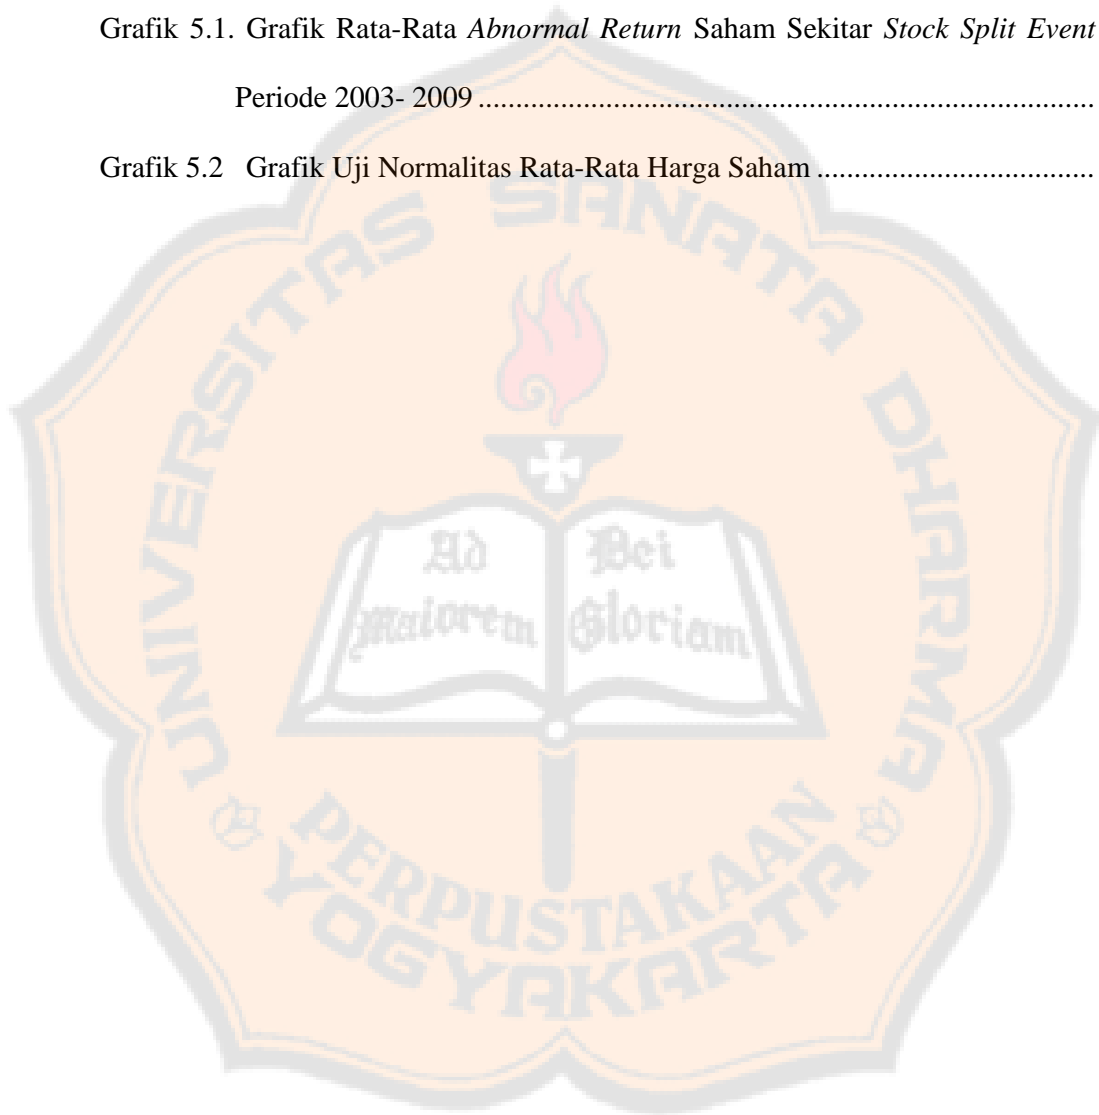 Grafik 5.1. Grafik Rata-Rata Abnormal Return Saham Sekitar Stock Split Event
Periode 2003- 2009 ................................................................................
Grafik 5.2 Grafik Uji Normalitas Rata-Rata Harga Saham ....................................
UNIVERSITAS SANATA DHARMA
Ad Dei
maiorem Gloriam
PERPUSTAKAAN
YOGYAKARTA